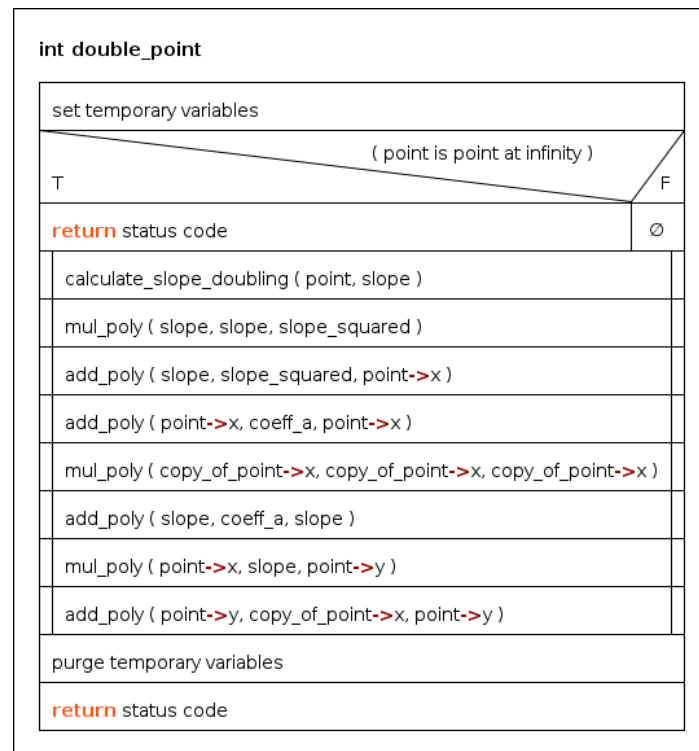 int double_point
set temporary variables
( point is point at infinity )
T F
return status code ∅
calculate_slope_doubling ( point, slope )
mul_poly ( slope, slope, slope_squared )
add_poly ( slope, slope_squared, point->x )
add_poly ( point->x, coeff_a, point->x )
mul_poly ( copy_of_point->x, copy_of_point->x, copy_of_point->x )
add_poly ( slope, coeff_a, slope )
mul_poly ( point->x, slope, point->y )
add_poly ( point->y, copy_of_point->x, point->y )
purge temporary variables
return status code